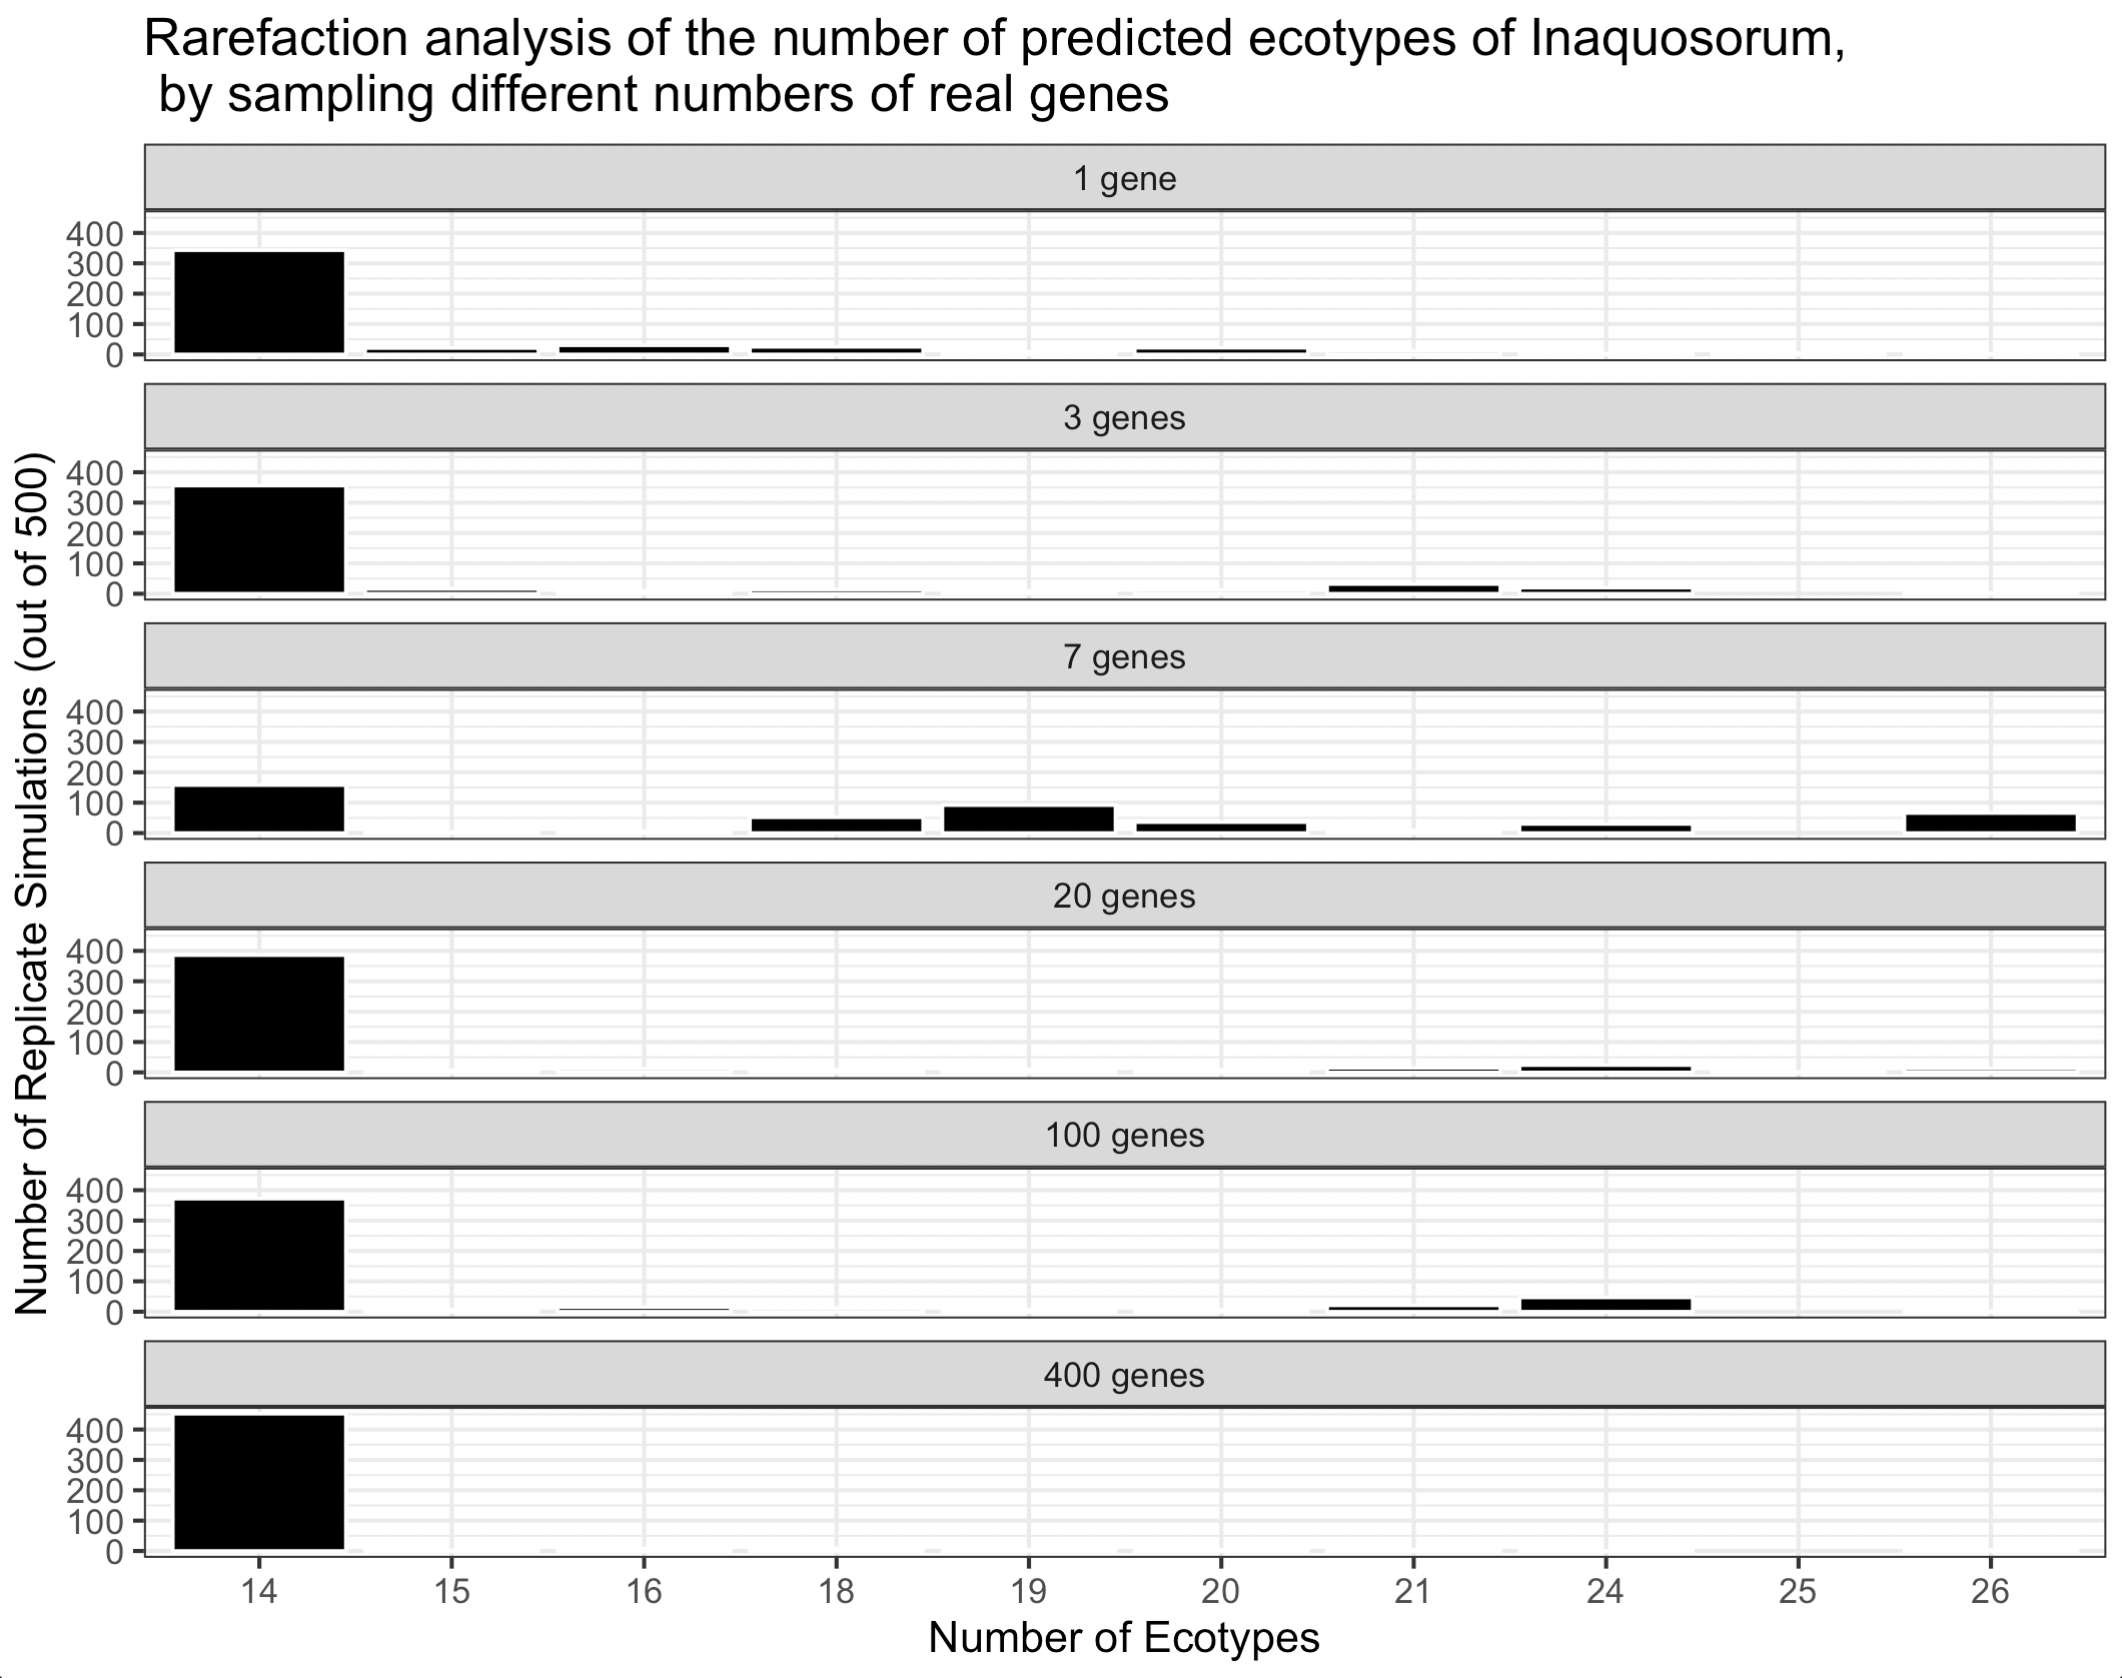 Rarefaction analysis of the number of predicted ecotypes of Inaquosorum,
by sampling different numbers of real genes
Number of Replicate Simulations (out of 500)
1 gene
400
300
200
100
0
3 genes
400
300
200
100
0
7 genes
400
300
200
100
0
20 genes
400
300
200
100
0
100 genes
400
300
200
100
0
400 genes
400
300
200
100
0
14 15 16 18 19 20 21 24 25 26
Number of Ecotypes